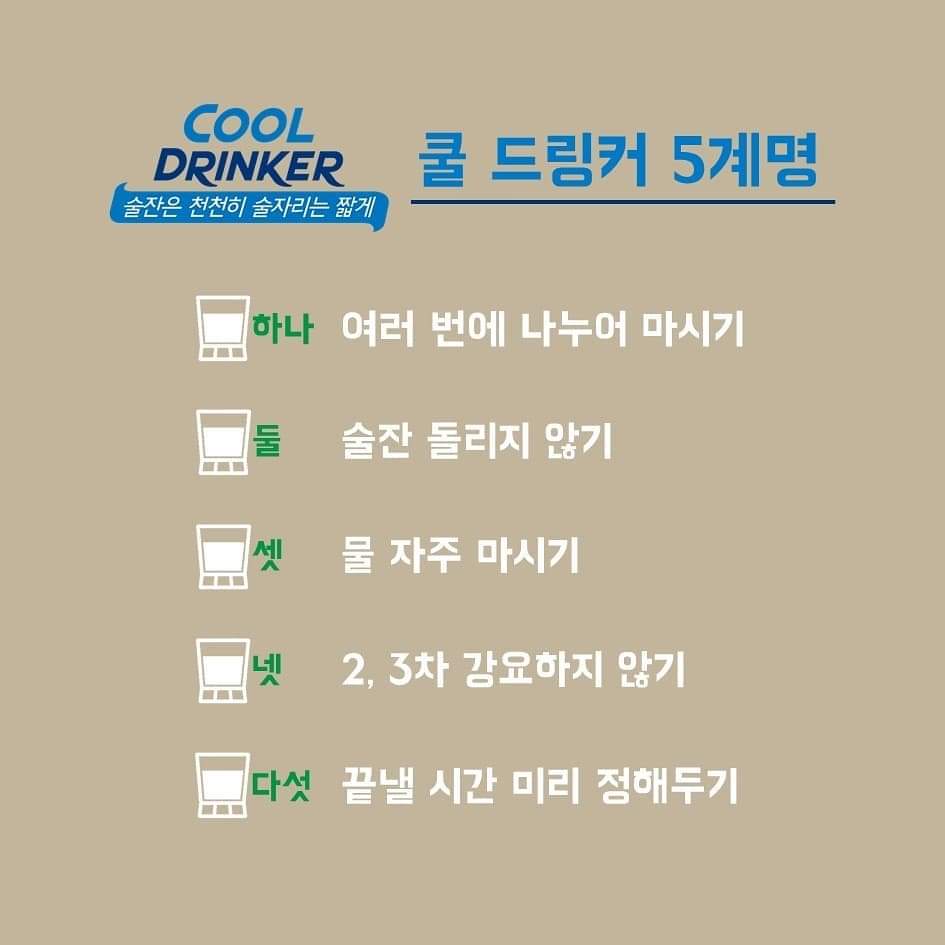 COOL
DRINKER
술잔은 천천히 술자리는 짧게
쿨 드링커 5계명
하나 여러 번에 나누어 마시기
둘 술잔 돌리지 않기
셋 물 자주 마시기
넷 2, 3차 강요하지 않기
다섯 끝낼 시간 미리 정해두기